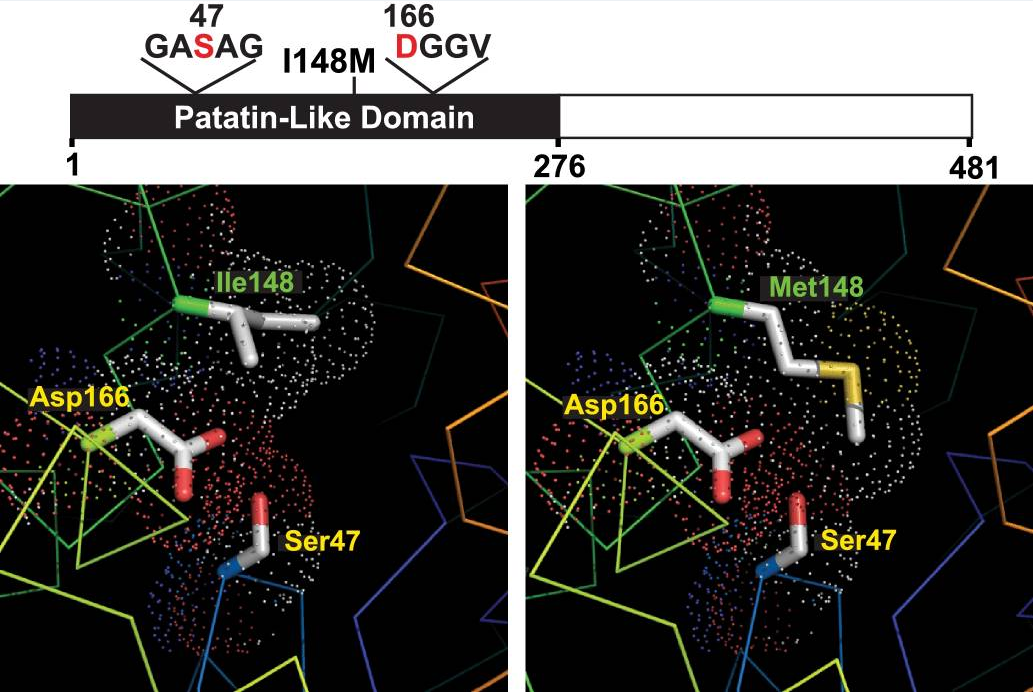 47 166
GASAG I148M DGGV
Patatin-Like Domain
1 276 481
Ile148 Met148
Asp166 Asp166
Ser47 Ser47